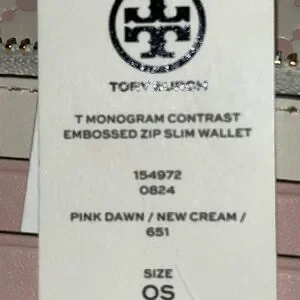 TORY BURCH
T MONOGRAM CONTRAST
EMBOSSED ZIP SLIM WALLET
154972
0824
PINK DAWN / NEW CREAM /
651
SIZE
OS